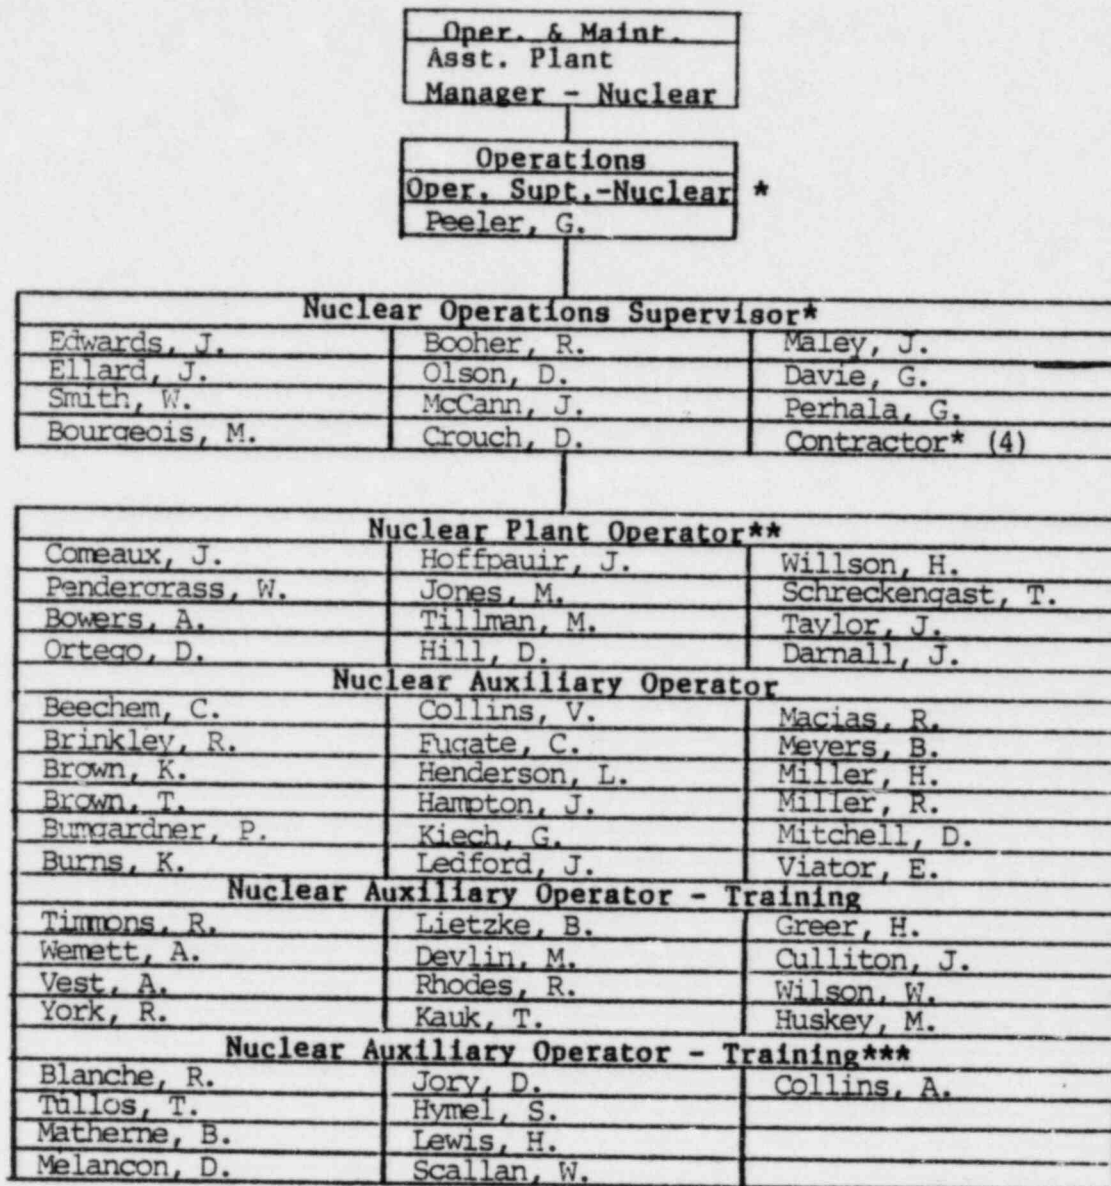 Oper. & Maint.
Asst. Plant
Manager - Nuclear
Operations
Oper. Supt.-Nuclear *
Peeler, G.
Nuclear Operations Supervisor*
Edwards, J. Booher, R. Maley, J.
Ellard, J. Olson, D. Davie, G.
Smith, W. McCann, J. Perhala, G.
Bourgeois, M. Crouch, D. Contractor* (4)
Nuclear Plant Operator**
Comeaux, J. Hoffpauir, J. Willson, H.
Pendergrass, W. Jones, M. Schreckengast, T.
Bowers, A. Tillman, M. Taylor, J.
Ortego, D. Hill, D. Darnall, J.
Nuclear Auxiliary Operator
Beechem, C. Collins, V. Macias, R.
Brinkley, R. Fugate, C. Meyers, B.
Brown, K. Henderson, L. Miller, H.
Brown, T. Hampton, J. Miller, R.
Bumgardner, P. Kiech, G. Mitchell, D.
Burns, K. Ledford, J. Viator, E.
Nuclear Auxiliary Operator - Training
Timmons, R. Lietzke, B. Greer, H.
Wemett, A. Devlin, M. Culliton, J.
Vest, A. Rhodes, R. Wilson, W.
York, R. Kauk, T. Huskey, M.
Nuclear Auxiliary Operator - Training***
Blanche, R. Jory, D. Collins, A.
Tullos, T. Hymel, S.
Matherne, B. Lewis, H.
Melancon, D. Scallan, W.